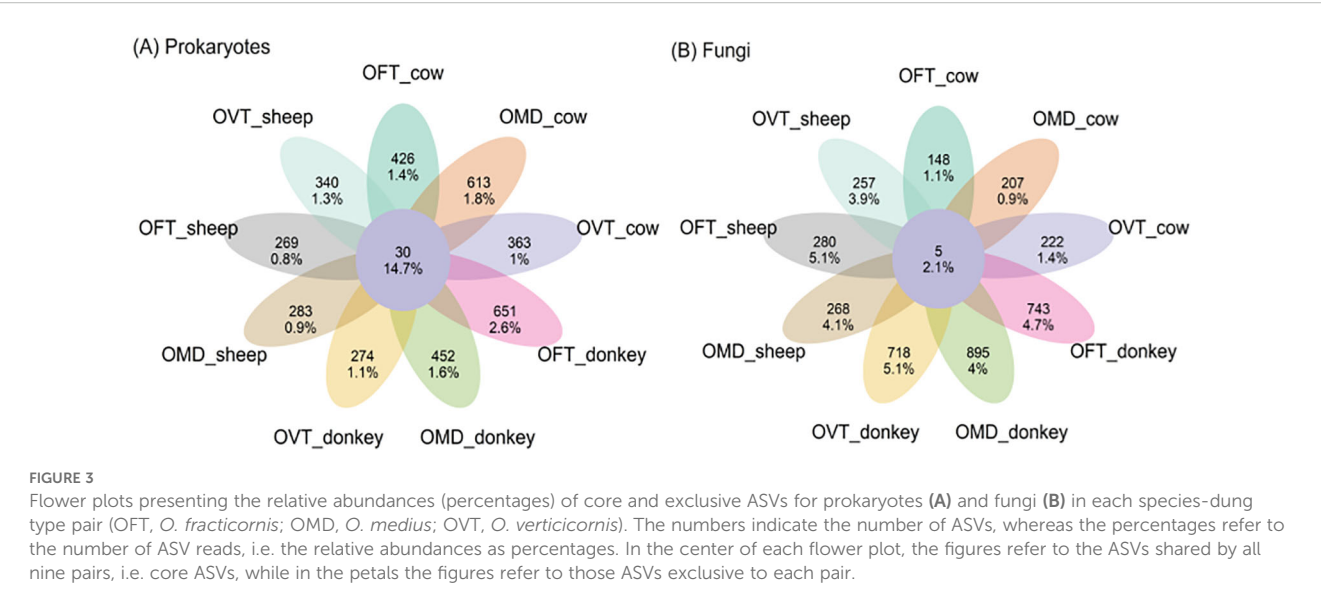 (A) Prokaryotes
OFT_cow
OVT_sheep
OMD_cow
426
1.4%
340
1.3%
613
1.8%
OFT_sheep
OVT_cow
269
0.8%
30
14.7%
363
1%
283
0.9%
651
2.6%
OMD_sheep
OFT_donkey
274
1.1%
452
1.6%
OVT_donkey
OMD_donkey
(B) Fungi
OFT_cow
OVT_sheep
OMD_cow
148
1.1%
257
3.9%
207
0.9%
OFT_sheep
OVT_cow
280
5.1%
5
2.1%
222
1.4%
268
4.1%
743
4.7%
OMD_sheep
OFT_donkey
718
5.1%
895
4%
OVT_donkey
OMD_donkey
FIGURE 3
Flower plots presenting the relative abundances (percentages) of core and exclusive ASVs for prokaryotes (A) and fungi (B) in each species-dung
type pair (OFT, O. fracticornis; OMD, O. medius; OVT, O. verticicornis). The numbers indicate the number of ASVs, whereas the percentages refer to
the number of ASV reads, i.e. the relative abundances as percentages. In the center of each flower plot, the figures refer to the ASVs shared by all
nine pairs, i.e. core ASVs, while in the petals the figures refer to those ASVs exclusive to each pair.